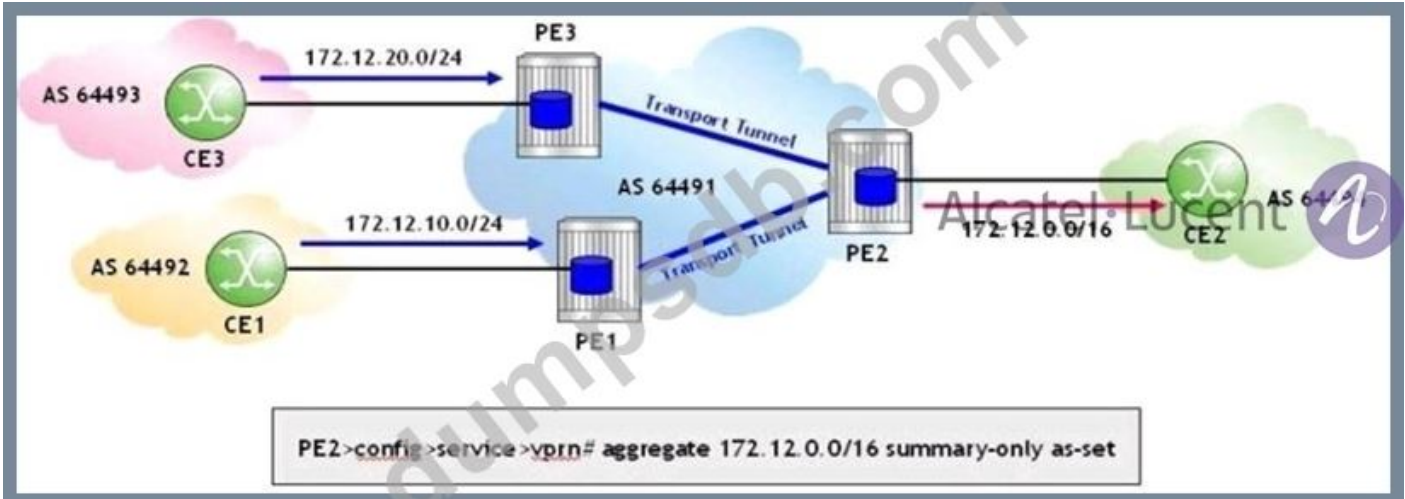 PE3
172.12.20.0/24
AS 64493
CE3
Transport Tunnel
AS 64491
172.12.10.0/24
Transport Tunnel
AS 64492
CE1
PE1
PE2
Alcatel·Lucent
172.12.0.0/16
CE2
dumpsdb.com
PE2>config>service>vprn# aggregate 172.12.0.0/16 summary-only as-set